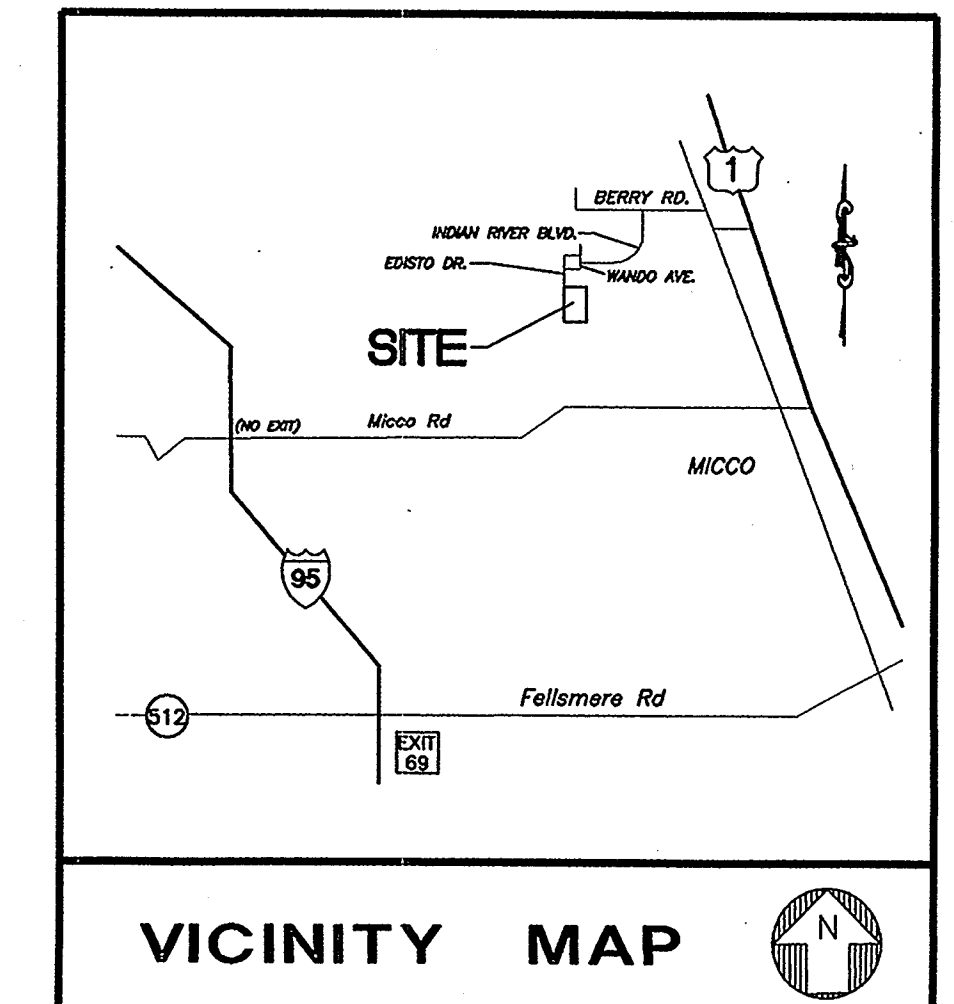 1
BERRY RD.
INDIAN RIVER BLVD.
EDISTO DR.
WANDO AVE.
SITE
(NO EXIT)
Micco Rd
MICCO
95
Fellsmere Rd
512
EXIT
69
VICINITY MAP
N